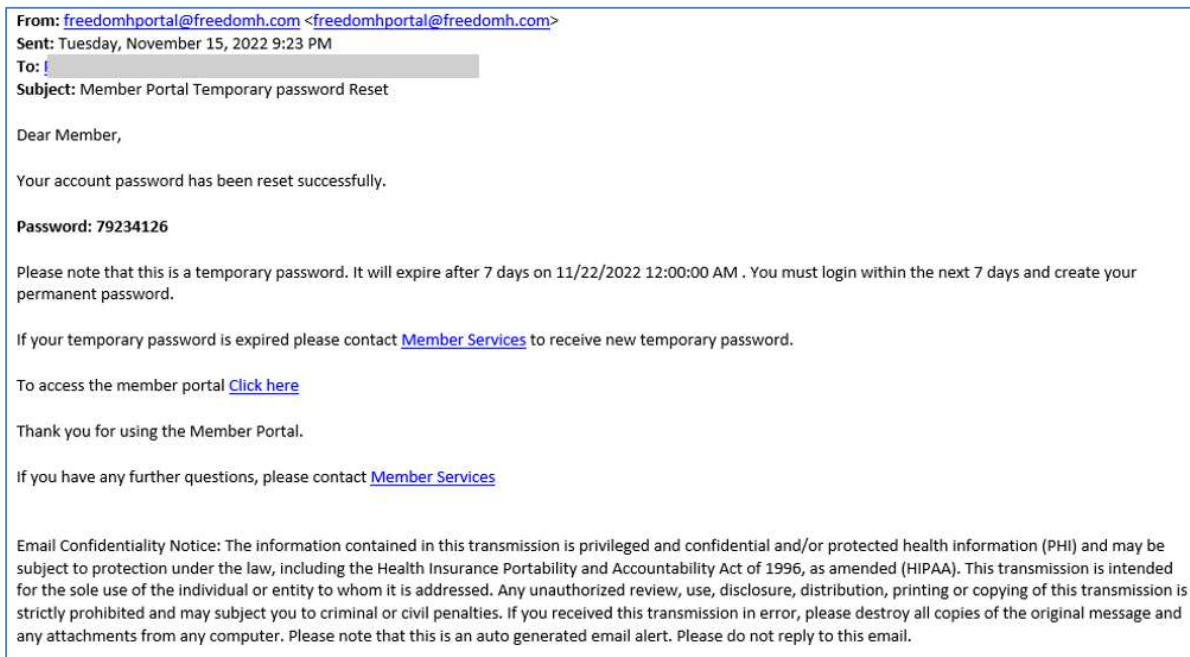 From: freedomhportal@freedomh.com <freedomhportal@freedomh.com>
Sent: Tuesday, November 15, 2022 9:23 PM
To:
Subject: Member Portal Temporary password Reset
Dear Member,
Your account password has been reset successfully.
Password: 79234126
Please note that this is a temporary password. It will expire after 7 days on 11/22/2022 12:00:00 AM . You must login within the next 7 days and create your
permanent password.
If your temporary password is expired please contact Member Services to receive new temporary password.
To access the member portal Click here
Thank you for using the Member Portal.
If you have any further questions, please contact Member Services
Email Confidentiality Notice: The information contained in this transmission is privileged and confidential and/or protected health information (PHI) and may be
subject to protection under the law, including the Health Insurance Portability and Accountability Act of 1996, as amended (HIPAA). This transmission is intended
for the sole use of the individual or entity to whom it is addressed. Any unauthorized review, use, disclosure, distribution, printing or copying of this transmission is
strictly prohibited and may subject you to criminal or civil penalties. If you received this transmission in error, please destroy all copies of the original message and
any attachments from any computer. Please note that this is an auto generated email alert. Please do not reply to this email.